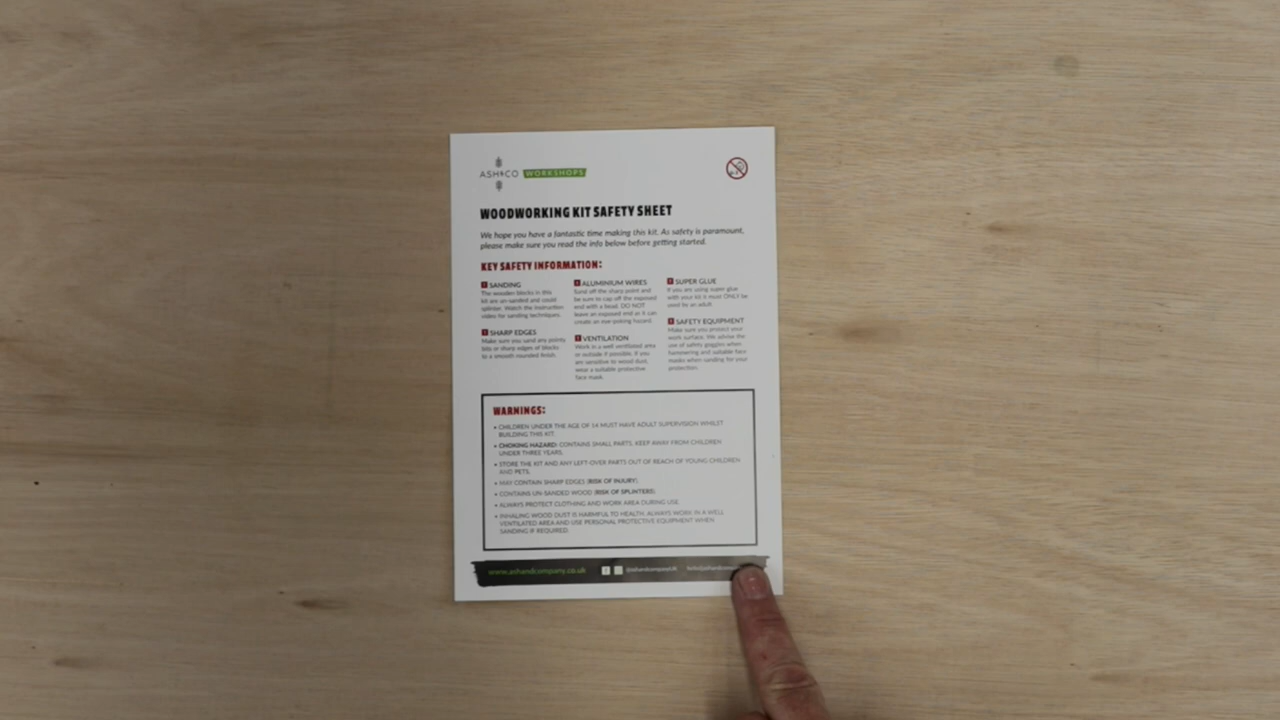 ASH&CO WORKSHOPS
WOODWORKING KIT SAFETY SHEET
We hope you have a fantastic time making this kit. As safety is paramount,
please make sure you read the info below before getting started.
KEY SAFETY INFORMATION:
SANDING
The wooden blocks in this
kit are un-sanded and could
splinter. Watch the instruction
video for sanding techniques.
SHARP EDGES
Make sure you sand any pointy
bits or sharp edges of blocks
to a smooth rounded finish.
ALUMINIUM WIRES
Sand off the sharp point and
be sure to cap off the exposed
end with a bead. DO NOT
leave an exposed end as it can
create an eye-poking hazard.
VENTILATION
Work in a well ventilated area
or outside if possible. If you
are sensitive to wood dust,
wear a suitable protective
face mask.
SUPER GLUE
If you are using super glue
with your kit it must ONLY be
used by an adult.
SAFETY EQUIPMENT
Make sure you protect your
work surface. We advise the
use of safety goggles when
hammering and suitable face
masks when sanding for your
protection.
WARNINGS:
• CHILDREN UNDER THE AGE OF 14 MUST HAVE ADULT SUPERVISION WHILST
BUILDING THIS KIT.
• CHOKING HAZARD: CONTAINS SMALL PARTS. KEEP AWAY FROM CHILDREN
UNDER THREE YEARS.
• STORE THE KIT AND ANY LEFT-OVER PARTS OUT OF REACH OF YOUNG CHILDREN
AND PETS.
• MAY CONTAIN SHARP EDGES (RISK OF INJURY)
• CONTAINS UN-SANDED WOOD (RISK OF SPLINTERS)
• ALWAYS PROTECT CLOTHING AND WORK AREA DURING USE.
• INHALING WOOD DUST IS HARMFUL TO HEALTH. ALWAYS WORK IN A WELL
VENTILATED AREA AND USE PERSONAL PROTECTIVE EQUIPMENT WHEN
SANDING IF REQUIRED.
www.ashandcompany.co.uk @ashandcompanyUK